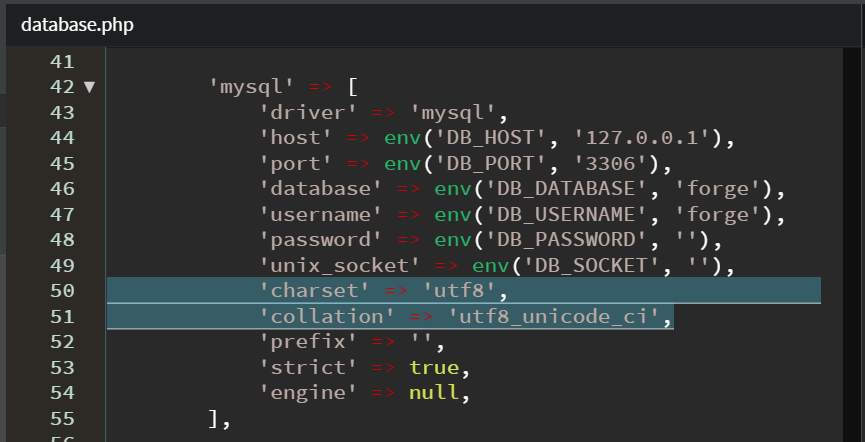 database.php
41
42 ▼ 'mysql' => [
43 'driver' => 'mysql',
44 'host' => env('DB_HOST', '127.0.0.1'),
45 'port' => env('DB_PORT', '3306'),
46 'database' => env('DB_DATABASE', 'forge'),
47 'username' => env('DB_USERNAME', 'forge'),
48 'password' => env('DB_PASSWORD', ''),
49 'unix_socket' => env('DB_SOCKET', ''),
50 'charset' => 'utf8',
51 'collation' => 'utf8_unicode_ci',
52 'prefix' => '',
53 'strict' => true,
54 'engine' => null,
55 ],